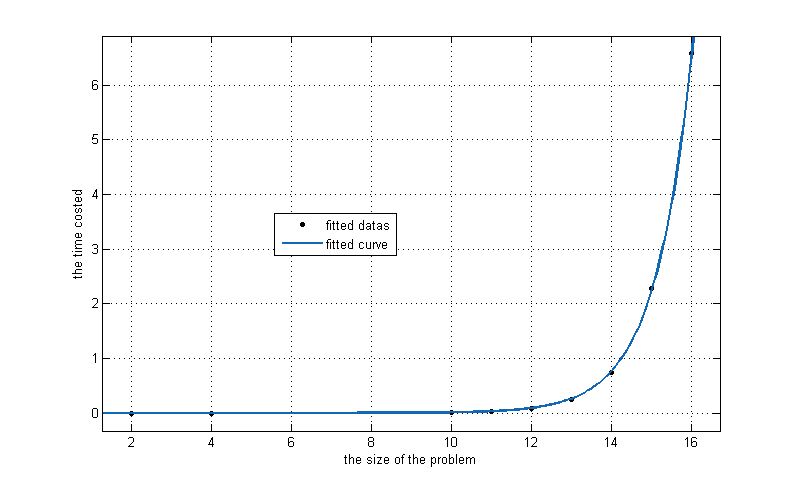 6
5
4
3
2
1
0
the time costed
fitted datas
fitted curve
2 4 6 8 10 12 14 16
the size of the problem